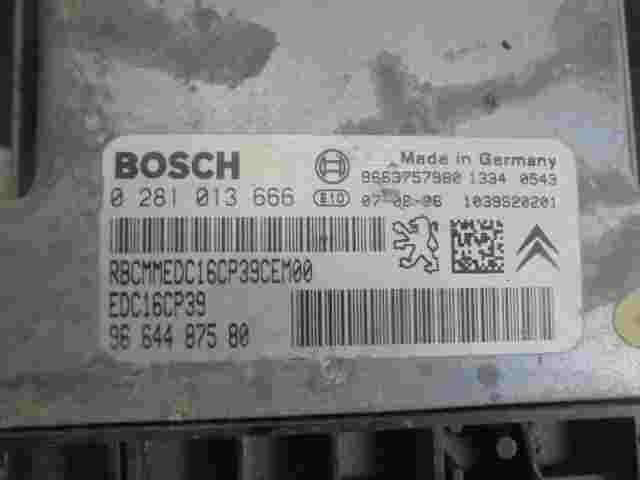 BOSCH
Made in Germany
9663757980 1334 0543
0 281 013 666
e10
07-08-06 1039S20201
RBCMMEDC16CP39CEM00
EDC16CP39
96 644 875 80